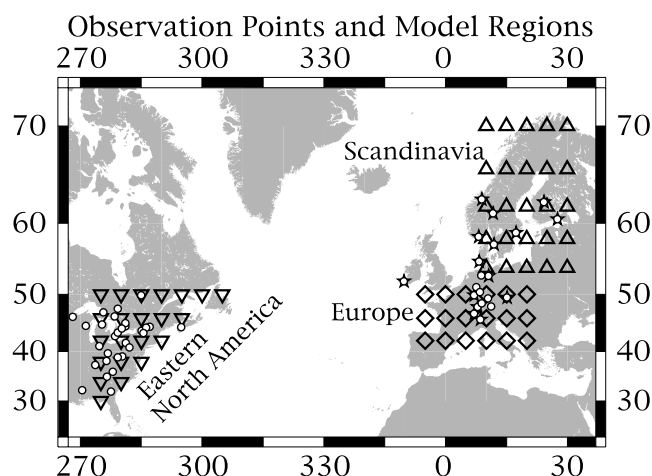 Observation Points and Model Regions
270 300 330 0 30
70 70
Scandinavia
60 60
50 50
Europe
Eastern
North America
40 40
30 30
270 300 330 0 30